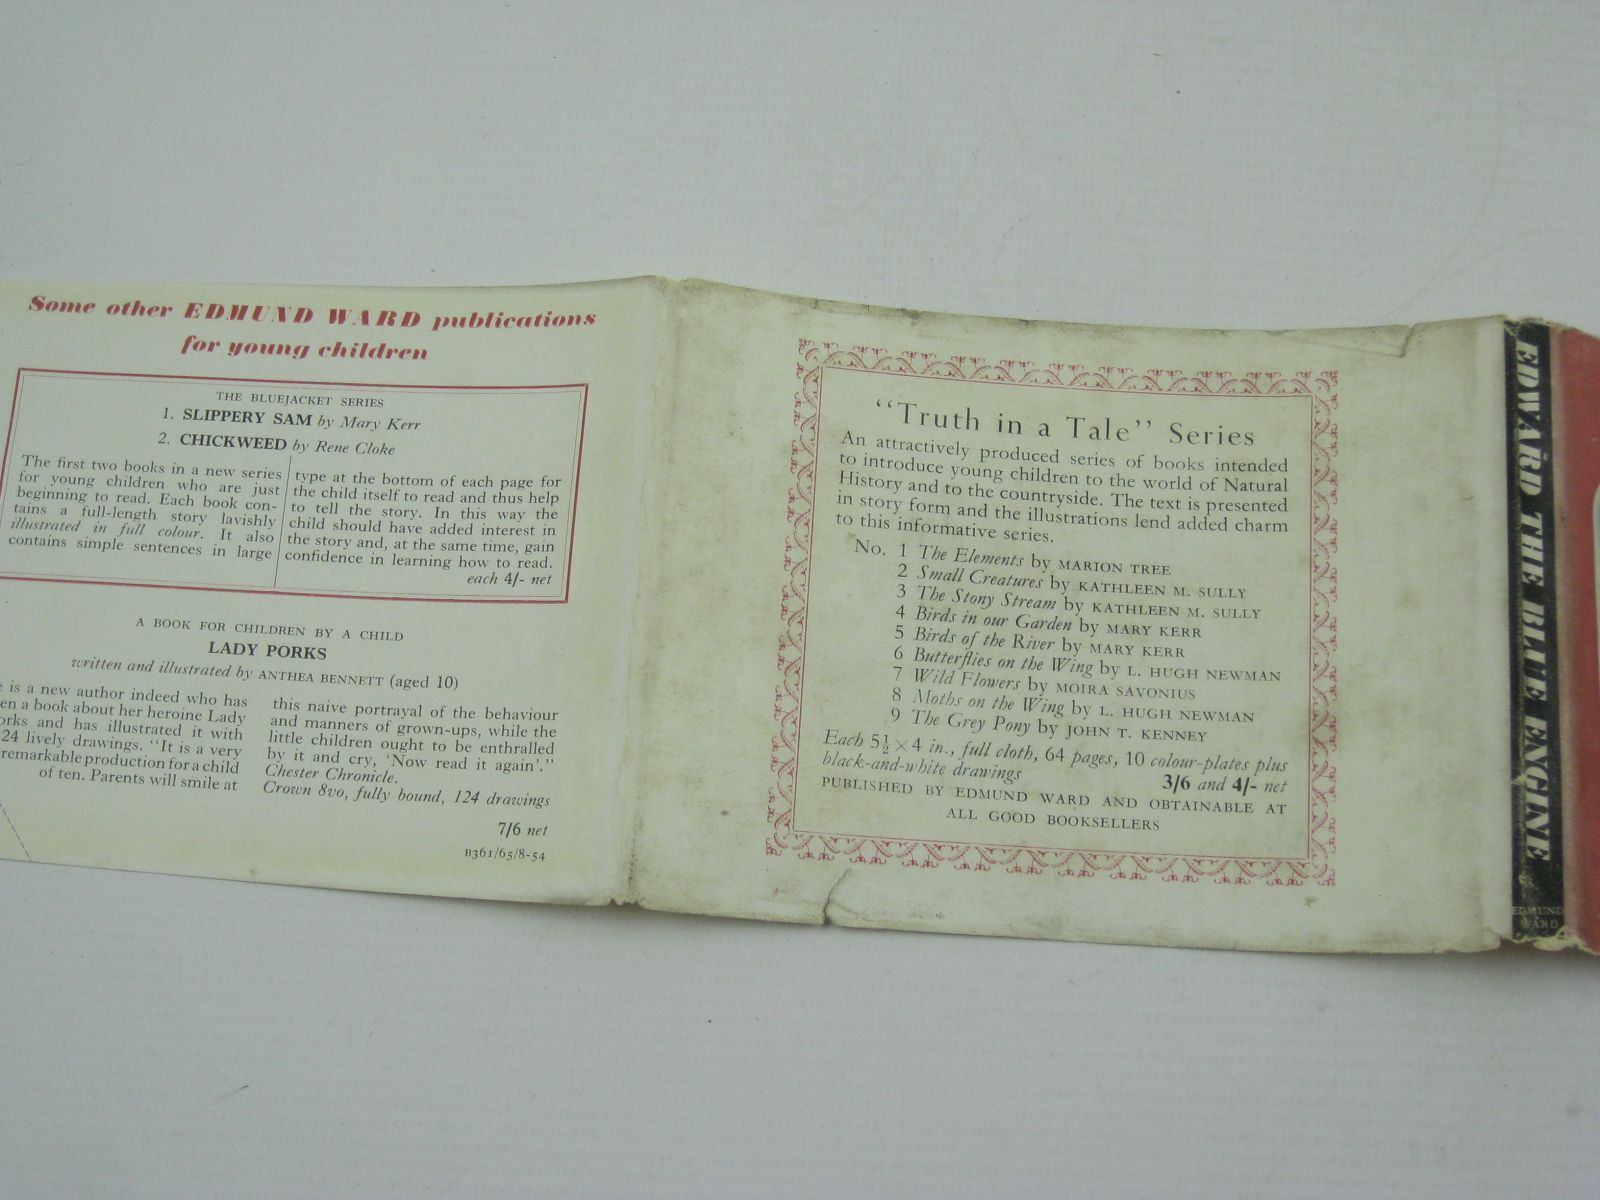 Some other EDMUND WARD publications
for young children
THE BLUEJACKET SERIES
1. SLIPPERY SAM by Mary Kerr
2. CHICKWEED by Rene Cloke
The first two books in a new series
for young children who are just
beginning to read. Each book con-
tains a full-length story lavishly
illustrated in full colour. It also
contains simple sentences in large
type at the bottom of each page for
the child itself to read and thus help
to tell the story. In this way the
child should have added interest in
the story and, at the same time, gain
confidence in learning how to read.
each 4/- net
A BOOK FOR CHILDREN BY A CHILD
LADY PORKS
written and illustrated by ANTHEA BENNETT (aged 10)
is a new author indeed who has
a book about her heroine Lady
and has illustrated it with
24 lively drawings. "It is a very
remarkable production for a child
of ten. Parents will smile at
this naive portrayal of the behaviour
and manners of grown-ups, while the
little children ought to be enthralled
by it and cry, 'Now read it again'."
Chester Chronicle.
Crown 8vo, fully bound, 124 drawings
7/6 net
B361/65/8-54
"Truth in a Tale" Series
An attractively produced series of books intended
to introduce young children to the world of Natural
History and to the countryside. The text is presented
in story form and the illustrations lend added charm
to this informative series.
No. 1 The Elements by MARION TREE
2 Small Creatures by KATHLEEN M. SULLY
3 The Stony Stream by KATHLEEN M. SULLY
4 Birds in our Garden by MARY KERR
5 Birds of the River by MARY KERR
6 Butterflies on the Wing by L. HUGH NEWMAN
7 Wild Flowers by MOIRA SAVONIUS
8 Moths on the Wing by L. HUGH NEWMAN
9 The Grey Pony by JOHN T. KENNEY
Each 5½ × 4 in., full cloth, 64 pages, 10 colour-plates plus
black-and-white drawings 3/6 and 4/- net
PUBLISHED BY EDMUND WARD AND OBTAINABLE AT
ALL GOOD BOOKSELLERS
EDWARD THE BLUE ENGINE
EDMUND
WARD